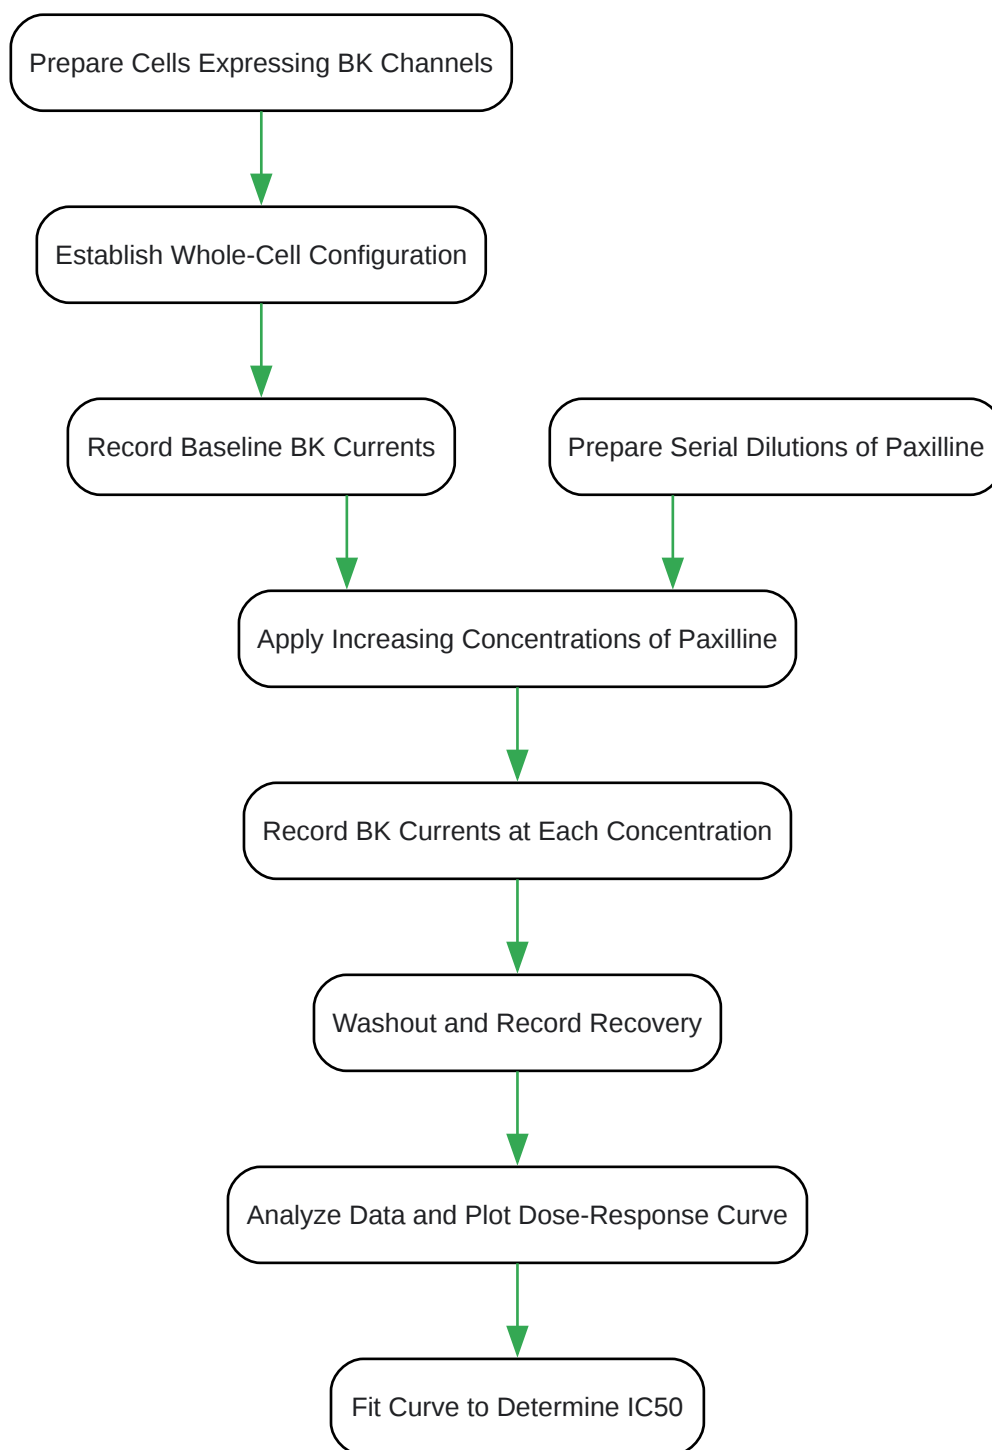 Prepare Cells Expressing BK Channels
Establish Whole-Cell Configuration
Record Baseline BK Currents
Prepare Serial Dilutions of Paxilline
Apply Increasing Concentrations of Paxilline
Record BK Currents at Each Concentration
Washout and Record Recovery
Analyze Data and Plot Dose-Response Curve
Fit Curve to Determine IC50